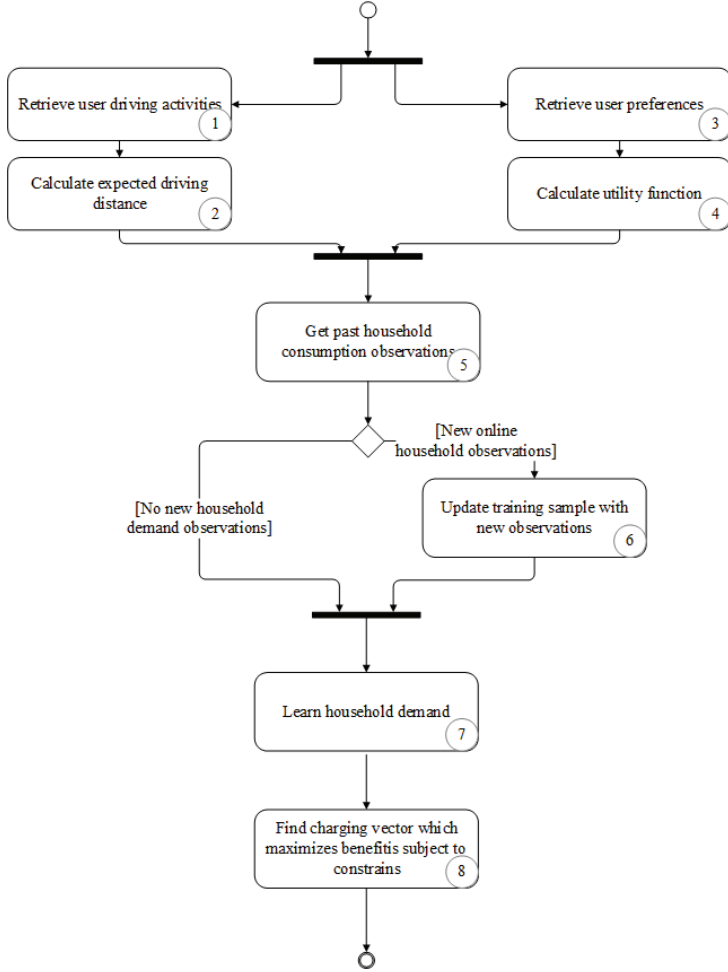 Retrieve user driving activities
1
Retrieve user preferences
3
Calculate expected driving
distance
2
Calculate utility function
4
Get past household
consumption observations
5
[New online
household observations]
[No new household
demand observations]
Update training sample with
new observations
6
Learn household demand
7
Find charging vector which
maximizes benefitis subject to
constrains
8